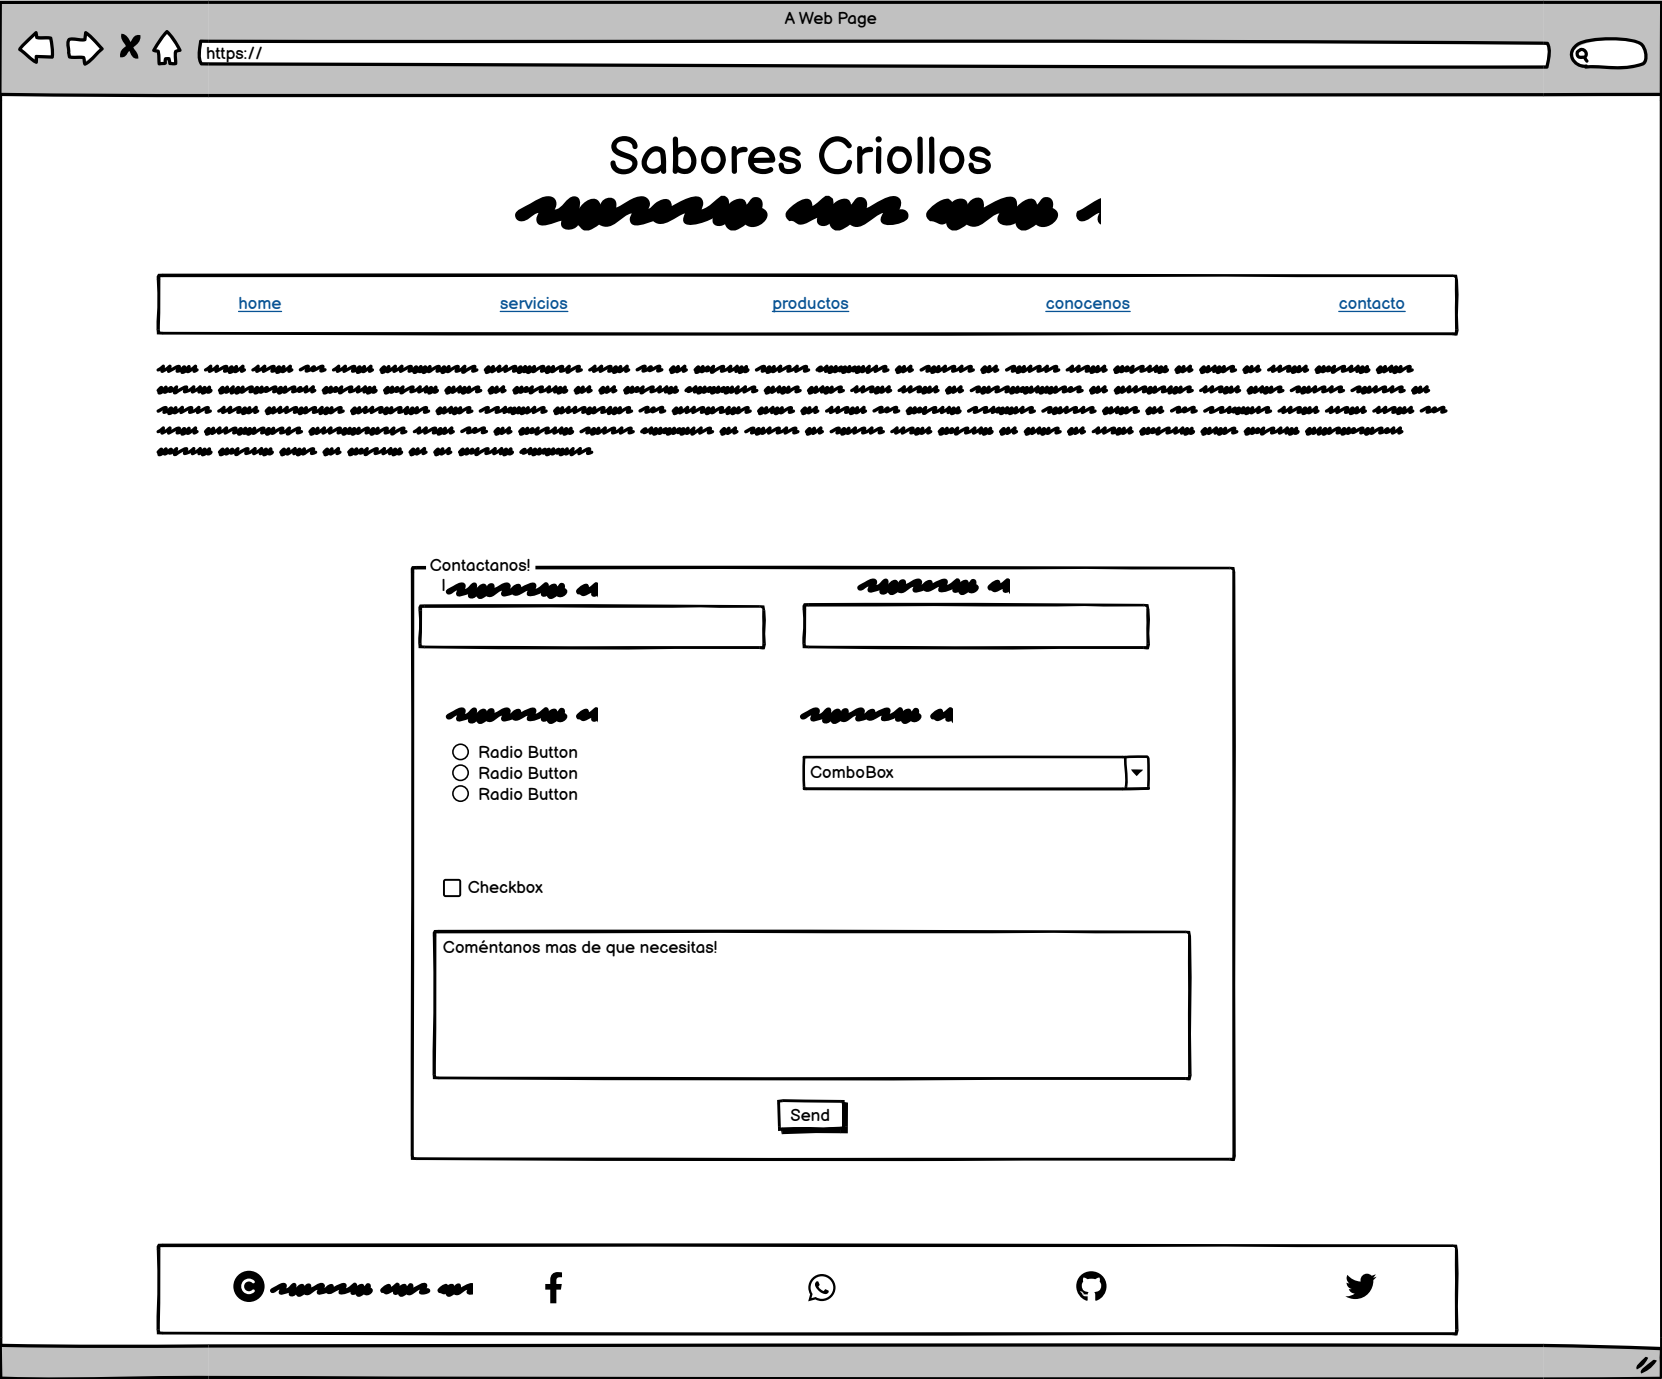 A Web Page
https://
Sabores Criollos
home servicios productos conocenos contacto
Contactanos!
Radio Button
Radio Button
Radio Button
ComboBox
Checkbox
Coméntanos mas de que necesitas!
Send